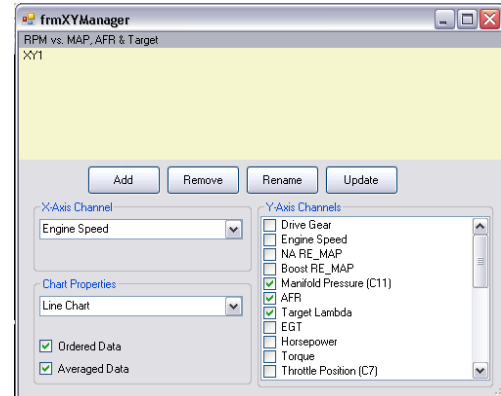 frmXYManager
RPM vs. MAP, AFR & Target
XY1
Add Remove Rename Update
X-Axis Channel
Engine Speed
Chart Properties
Line Chart
Ordered Data
Averaged Data
Y-Axis Channels
Drive Gear
Engine Speed
NA RE_MAP
Boost RE_MAP
Manifold Pressure (C11)
AFR
Target Lambda
EGT
Horsepower
Torque
Throttle Position (C7)